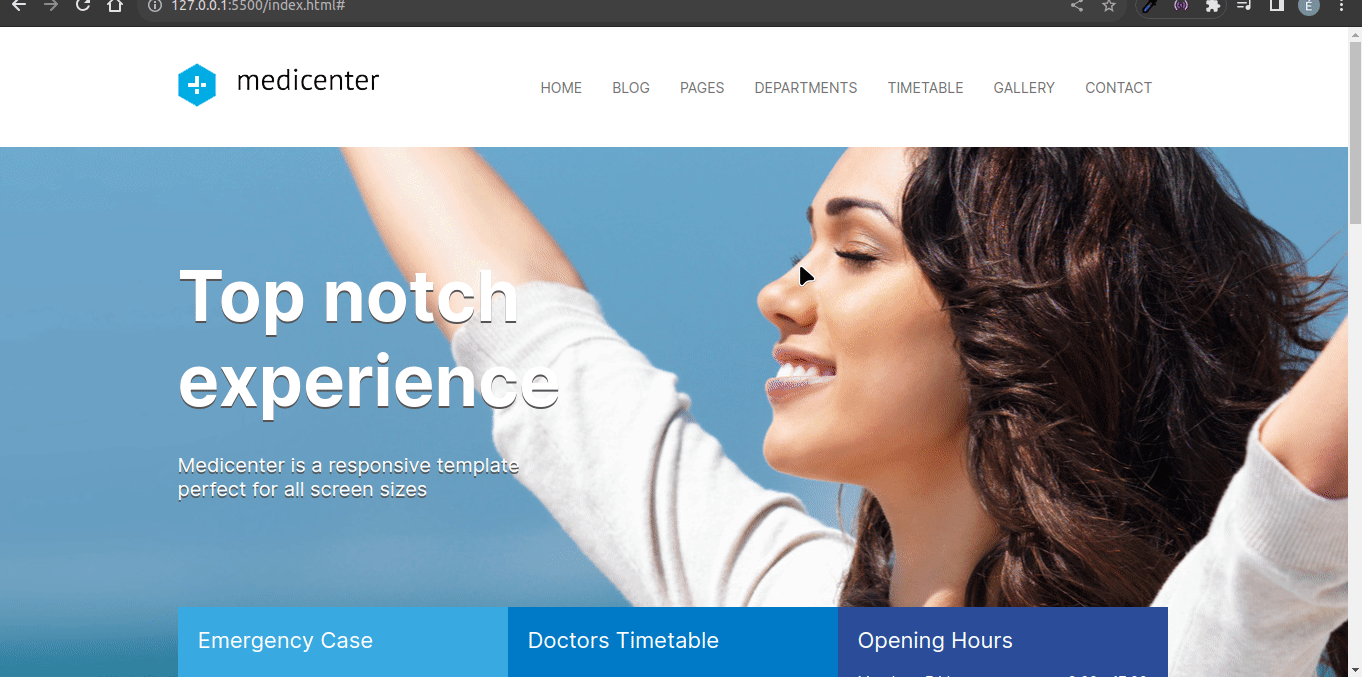 127.0.0.1:5500/index.html#
É
medicenter
HOME BLOG PAGES DEPARTMENTS TIMETABLE GALLERY CONTACT
Top notch
experience
Medicenter is a responsive template
perfect for all screen sizes
Emergency Case
Doctors Timetable
Opening Hours